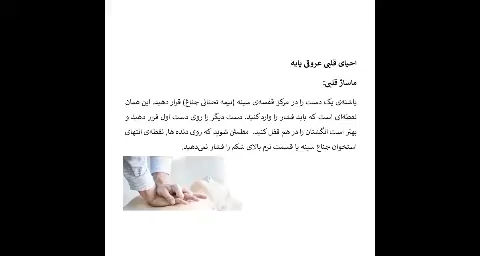 احیای قلبی عروقی پایه
ماساژ قلبی:
پاشنه‌ی یک دست را در مرکز قفسه‌ی سینه (نیمه تحتانی جناغ) قرار دهید. این همان
نقطه‌ای است که باید فشار را وارد کنید. دست دیگر را روی دست اول قرار دهید و
بهتر است انگشتان را در هم قفل کنید. مطمئن شوید که روی دنده ها، نقطه‌ی انتهای
استخوان جناغ سینه یا قسمت نرم بالای شکم را فشار نمی‌دهید.